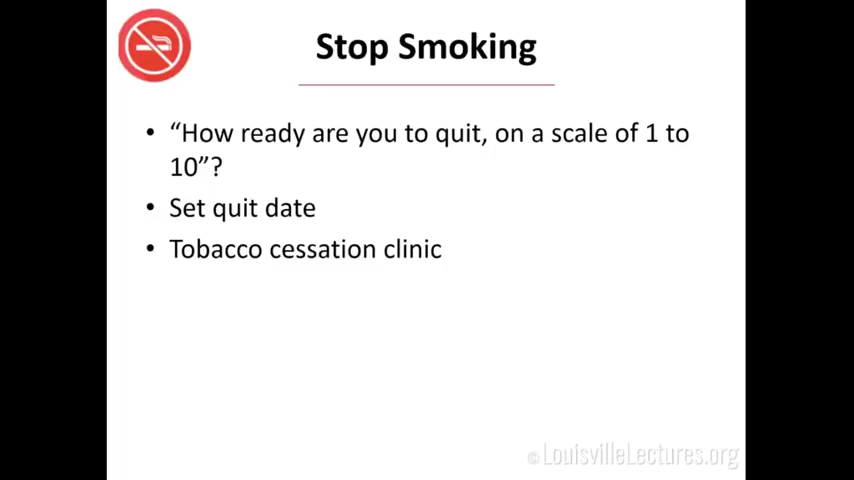 Stop Smoking
• “How ready are you to quit, on a scale of 1 to
10”?
• Set quit date
• Tobacco cessation clinic
© LouisvilleLectures.org